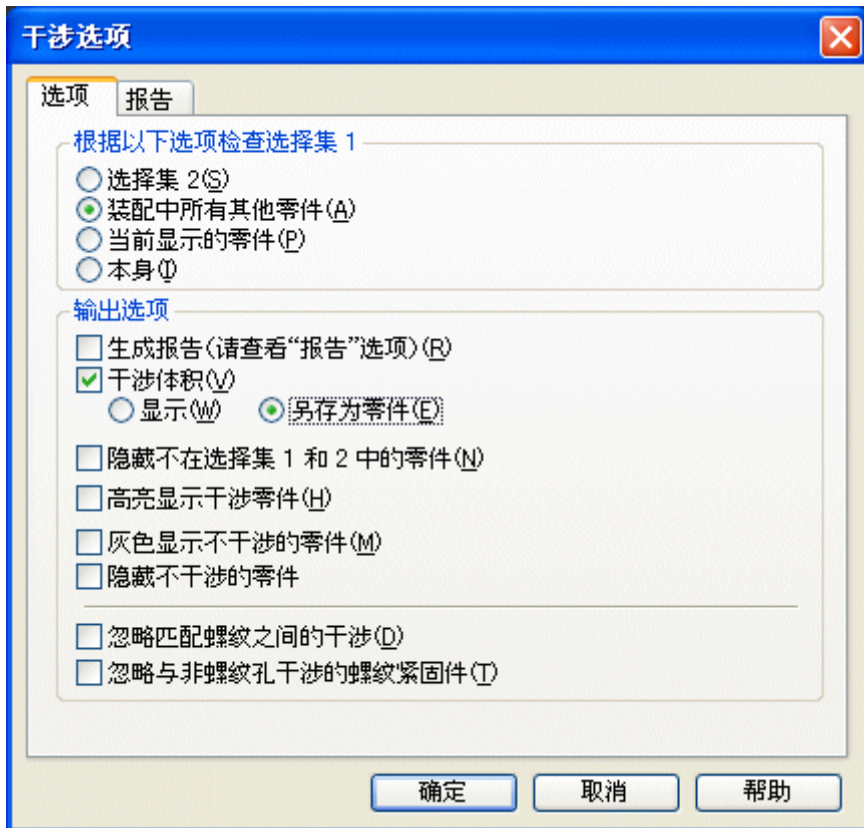 干涉选项
选项 报告
根据以下选项检查选择集 1
选择集 2(S)
装配中所有其他零件(A)
当前显示的零件(P)
本身(I)
输出选项
生成报告(请查看“报告”选项)(R)
干涉体积(V)
显示(W) 另存为零件(E)
隐藏不在选择集 1 和 2 中的零件(N)
高亮显示干涉零件(H)
灰色显示不干涉的零件(M)
隐藏不干涉的零件
忽略匹配螺纹之间的干涉(D)
忽略与非螺纹孔干涉的螺纹紧固件(T)
确定 取消 帮助